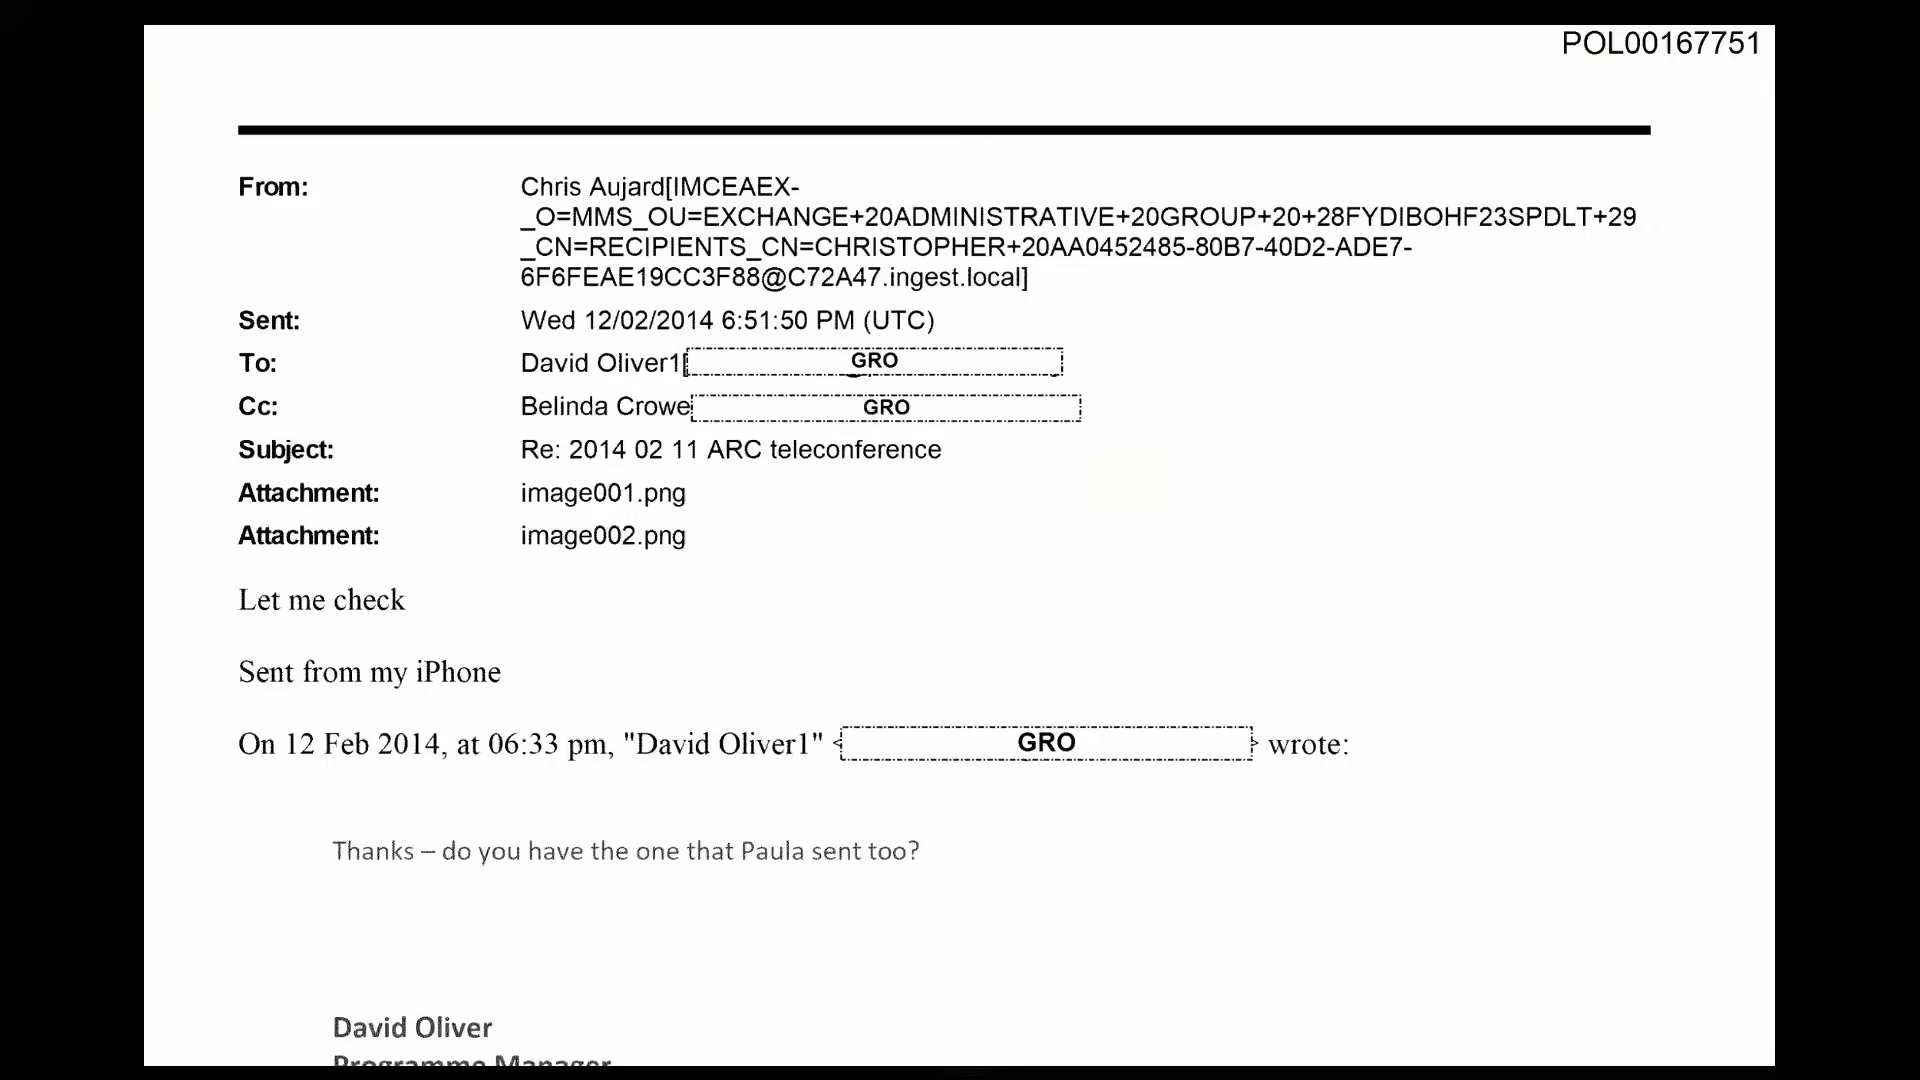 POL00167751
From: Chris Aujard[IMCEAEX-
_O=MMS_OU=EXCHANGE+20ADMINISTRATIVE+20GROUP+20+28FYDIBOHF23SPDLT+29
_CN=RECIPIENTS_CN=CHRISTOPHER+20AA0452485-80B7-40D2-ADE7-
6F6FEAE19CC3F88@C72A47.ingest.local]
Sent: Wed 12/02/2014 6:51:50 PM (UTC)
To: David Oliver1[ GRO
Cc: Belinda Crowe GRO
Subject: Re: 2014 02 11 ARC teleconference
Attachment: image001.png
Attachment: image002.png
Let me check
Sent from my iPhone
On 12 Feb 2014, at 06:33 pm, "David Oliver1" < GRO > wrote:
Thanks – do you have the one that Paula sent too?
David Oliver
Programme Manager